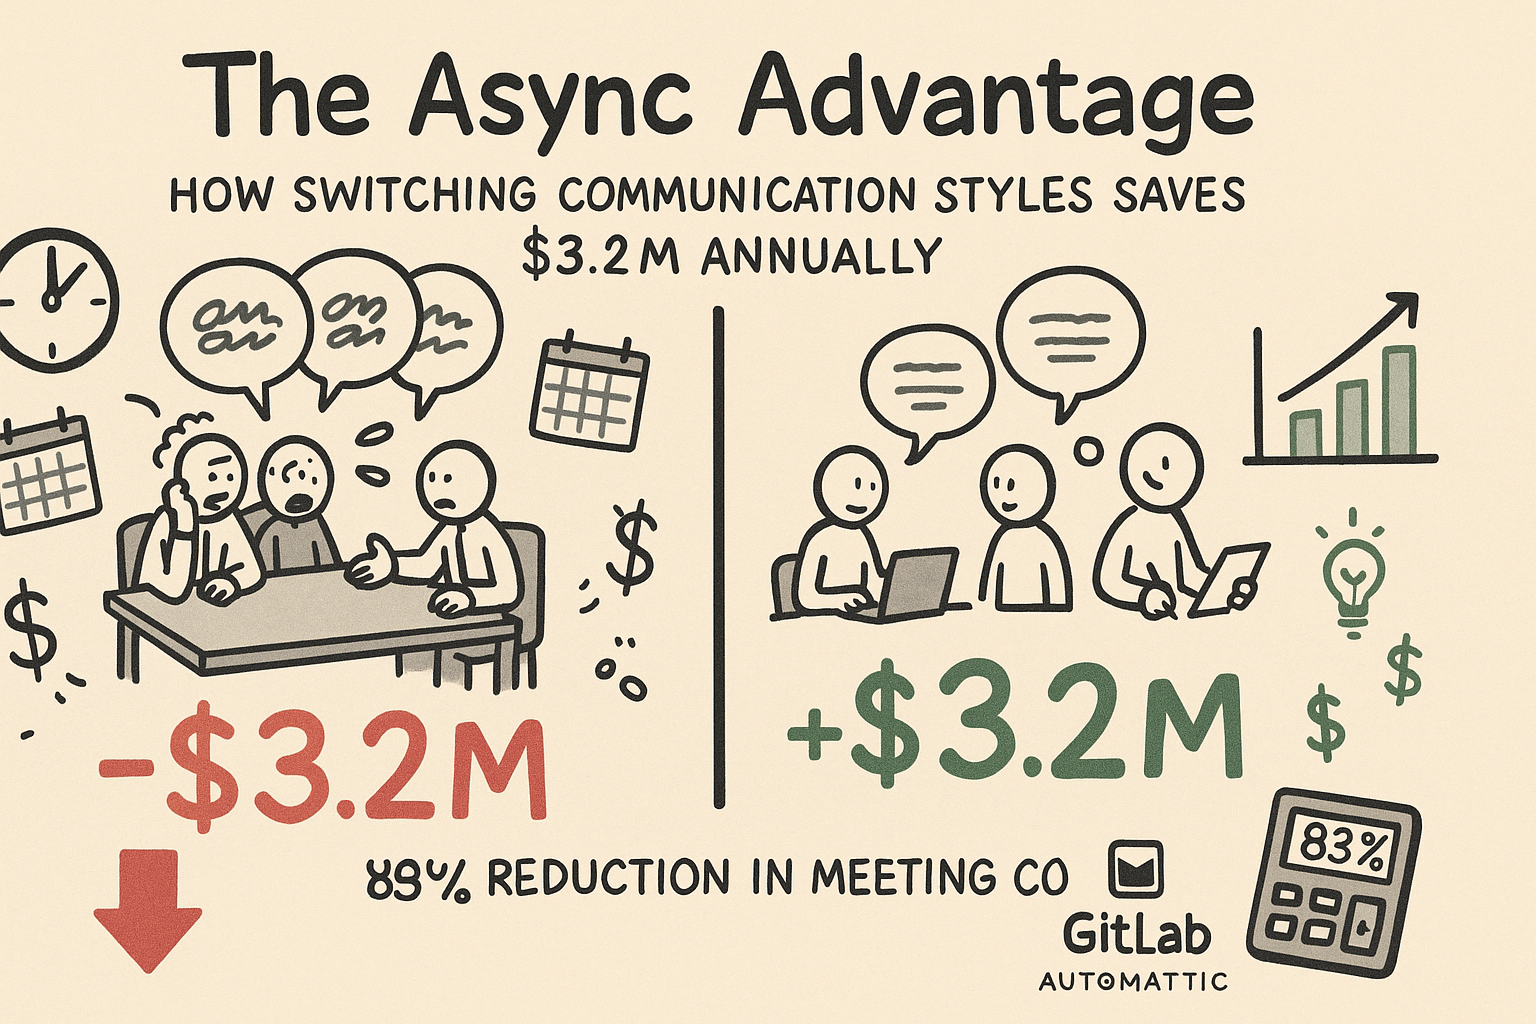 The Async Advantage
HOW SWITCHING COMMUNICATION STYLES SAVES
$3.2M ANNUALLY
-$3.2M
+$3.2M
REDUCTION IN MEETING CO
83%
GitLab
AUTOMATTIC